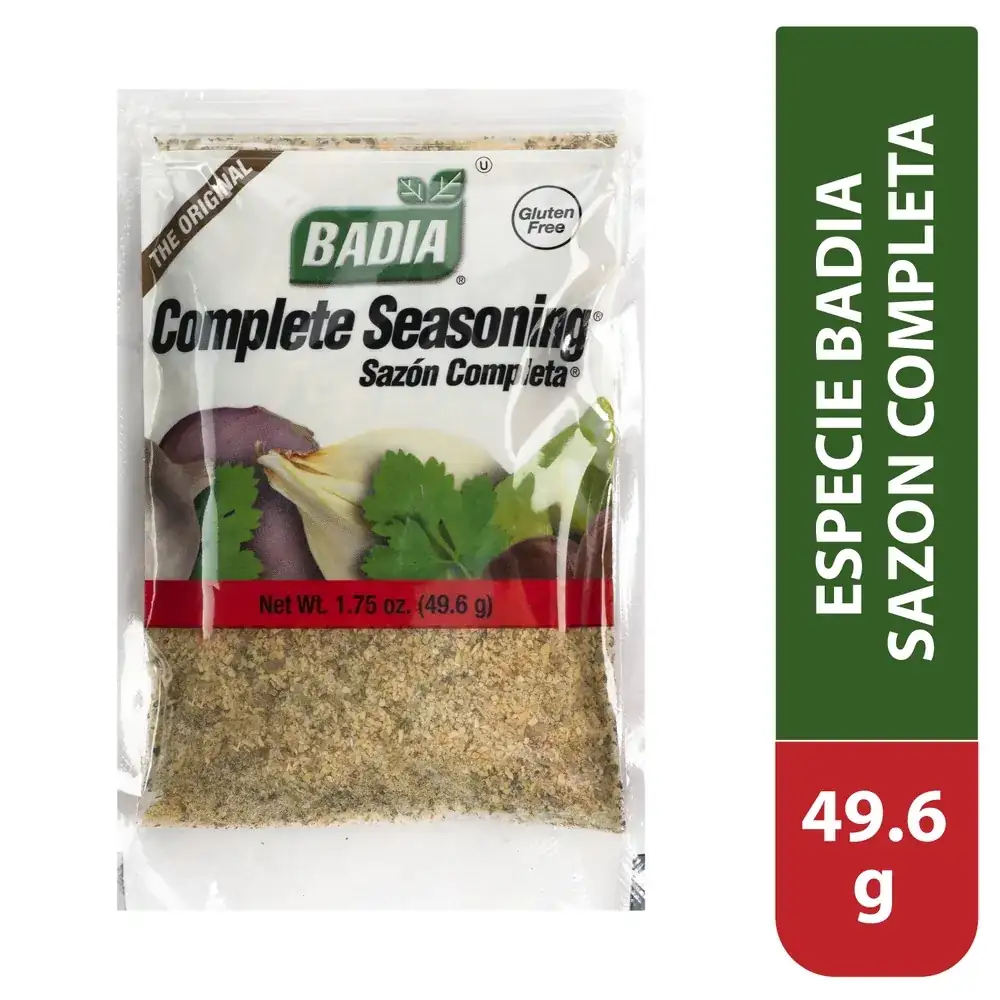 THE ORIGINAL
BADIA®
Ⓤ
Gluten
Free
Complete Seasoning®
Sazón Completa®
Net Wt. 1.75 oz. (49.6 g)
ESPECIE BADIA
SAZON COMPLETA
49.6
g